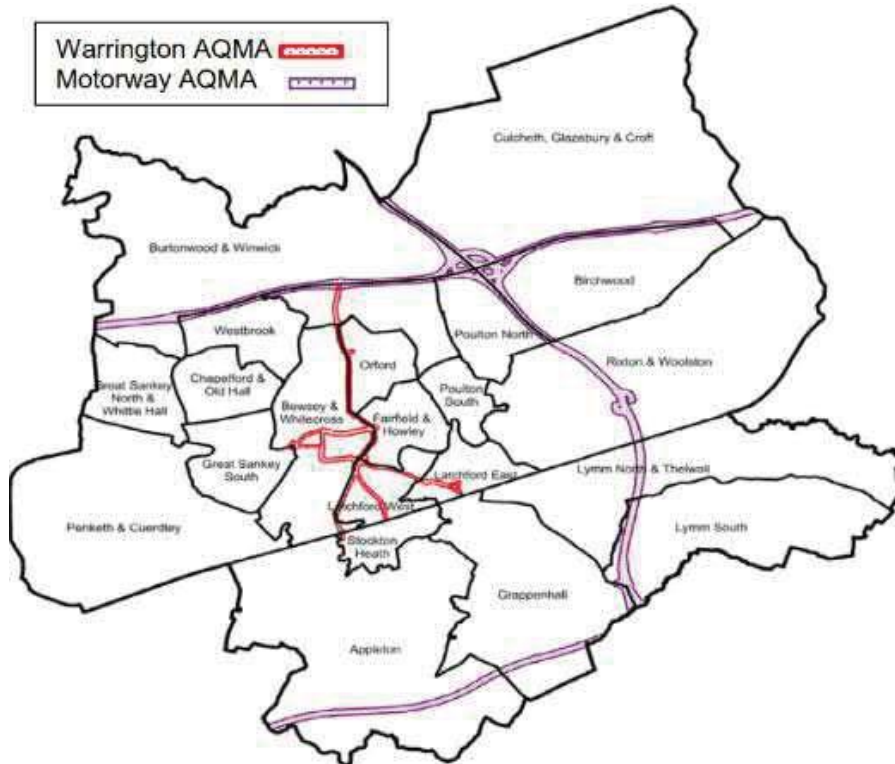 Warrington AQMA
Motorway AQMA
Culcheth, Glazebury & Croft
Burtonwood & Winwick
Birchwood
Westbrook
Poulton North
Rixton & Woolston
Orford
Great Sankey
North &
Whittle Hall
Chapelford &
Old Hall
Poulton
South
Bewsey &
Whitecross
Fairfield &
Howley
Great Sankey
South
Latchford East
Lymm North & Thelwall
Penketh & Cuerdley
Latchford West
Lymm South
Stockton
Heath
Grappenhall
Appleton